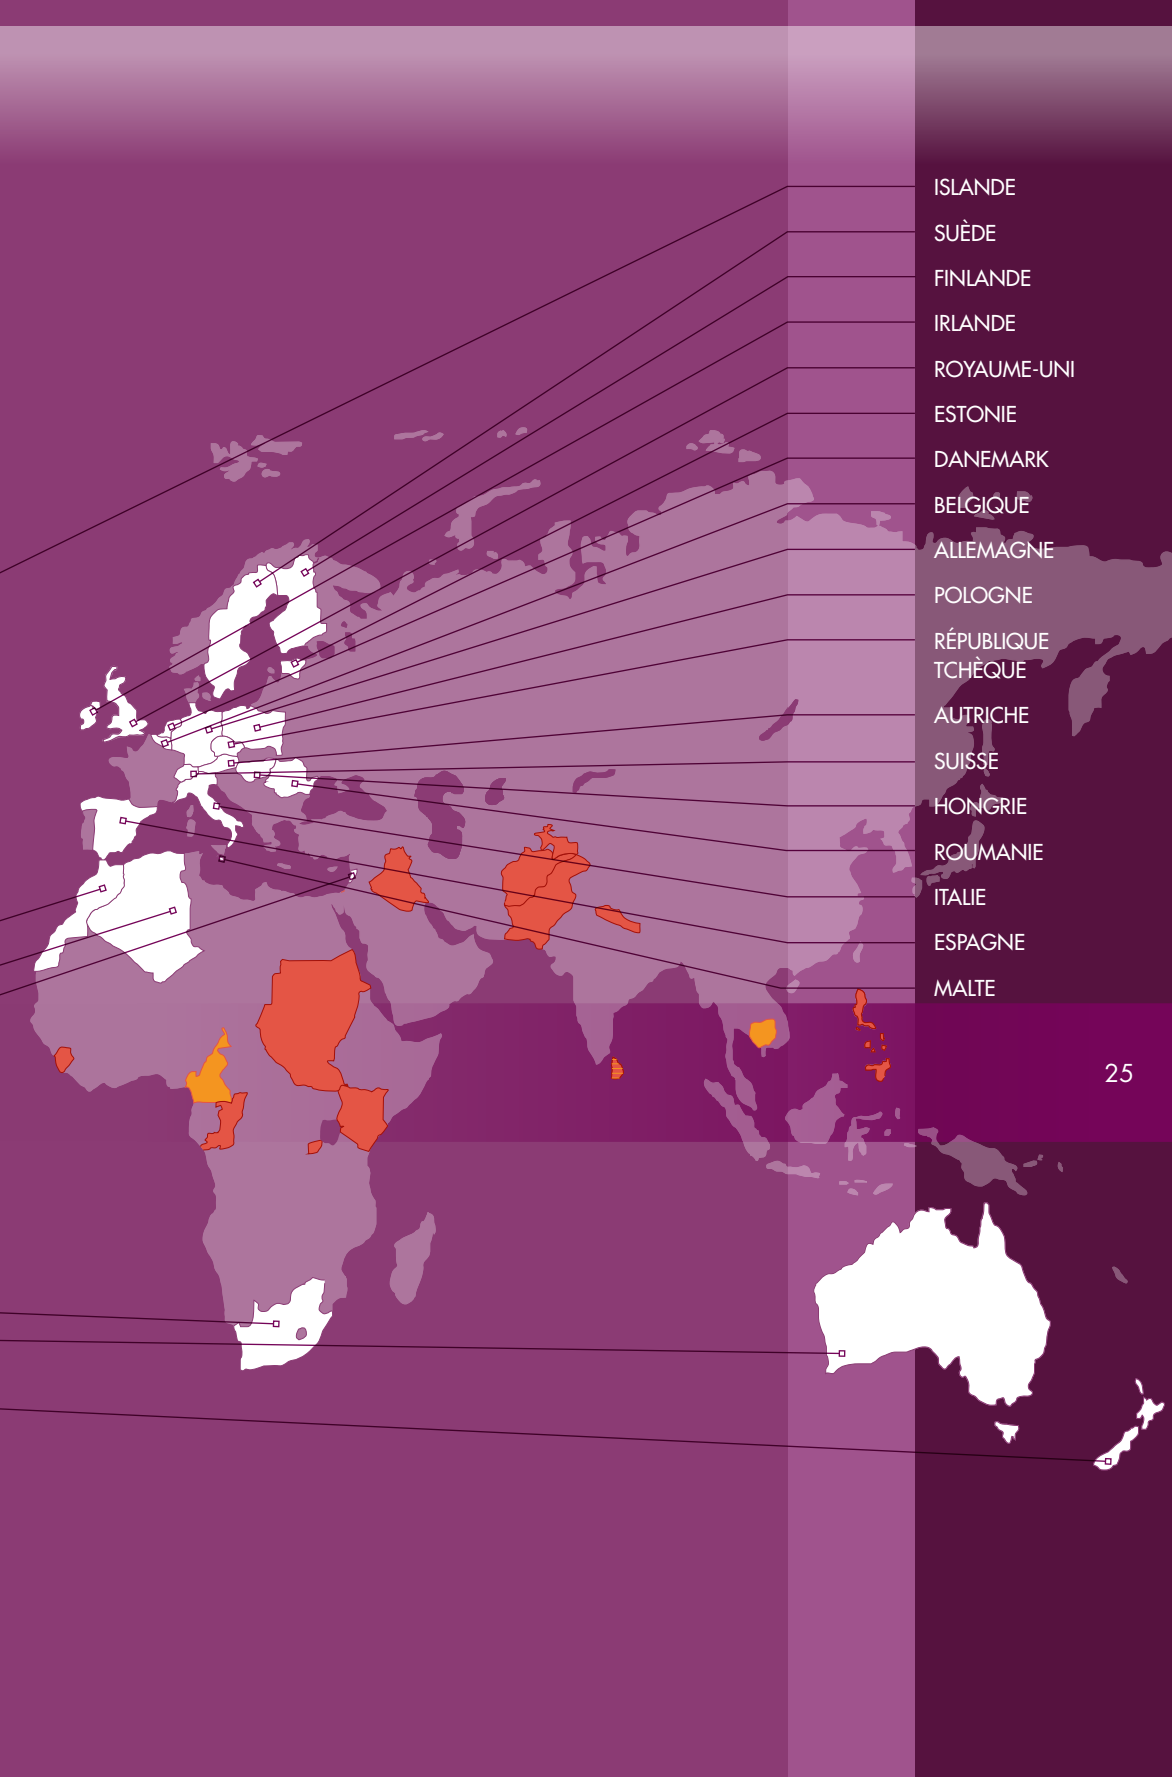 ISLANDE
SUÈDE
FINLANDE
IRLANDE
ROYAUME-UNI
ESTONIE
DANEMARK
BELGIQUE
ALLEMAGNE
POLOGNE
RÉPUBLIQUE
TCHÈQUE
AUTRICHE
SUISSE
HONGRIE
ROUMANIE
ITALIE
ESPAGNE
MALTE
25